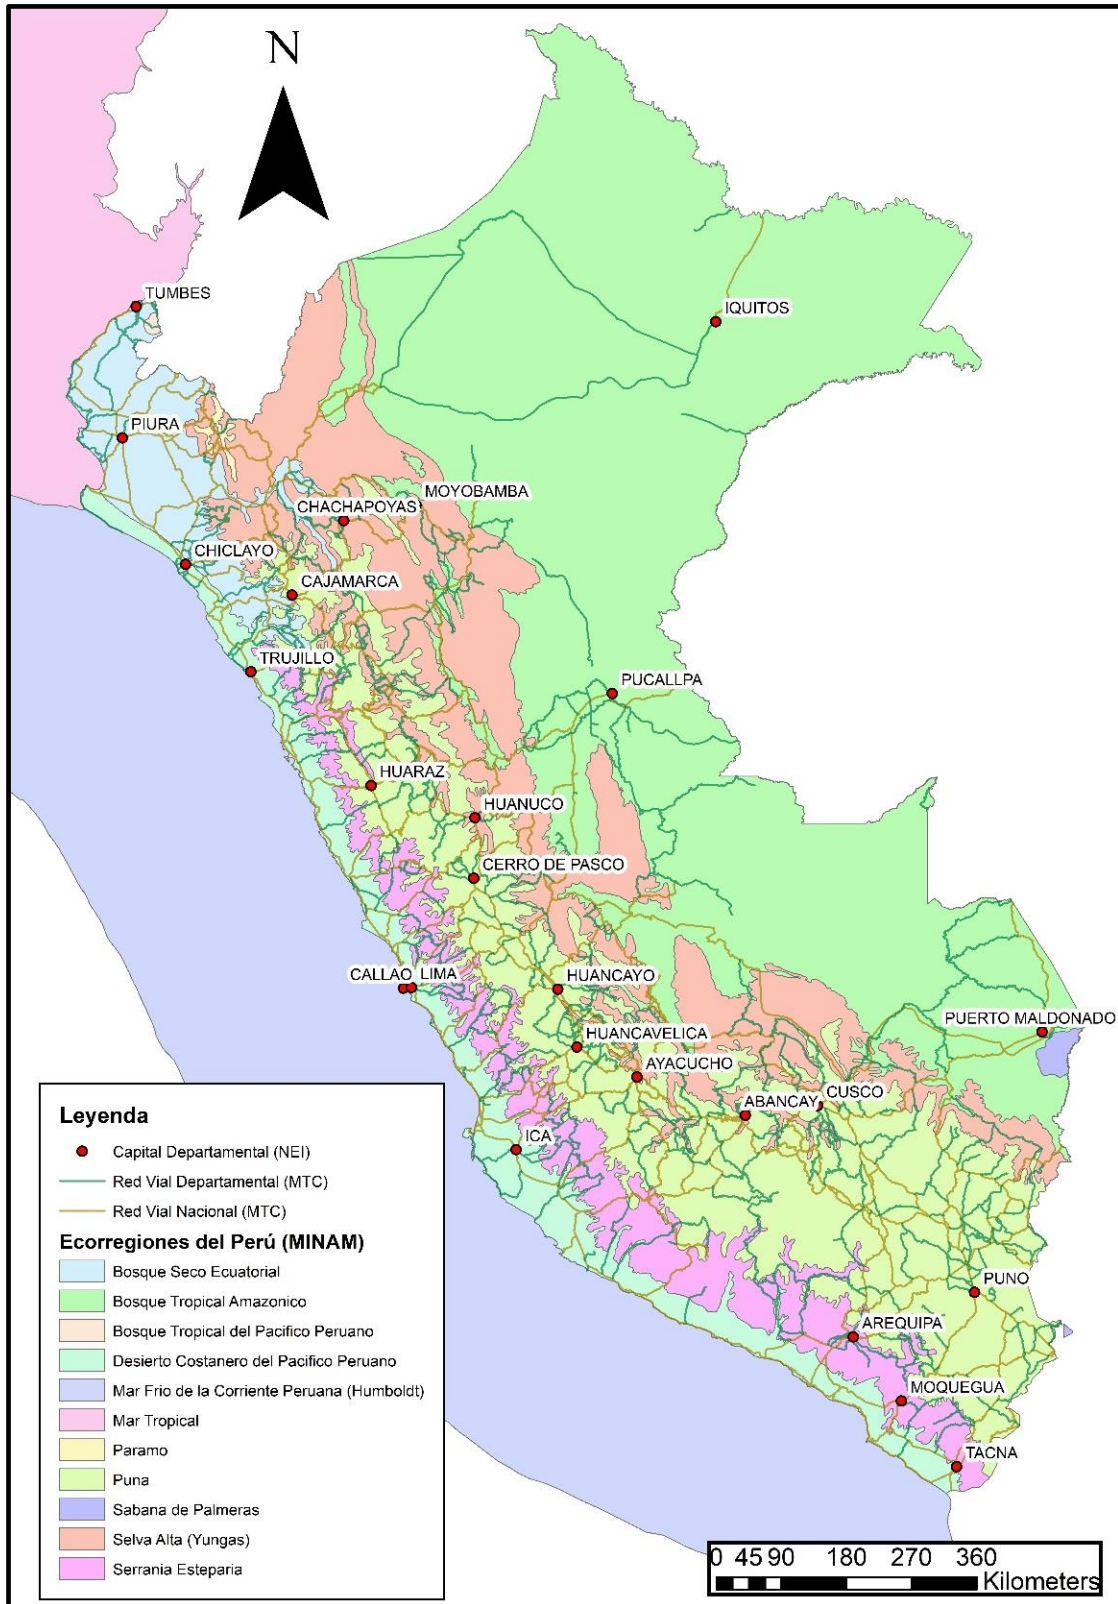 N
TUMBES
IQUITOS
PIURA
MOYOBAMBA
CHACHAPOYAS
CHICLAYO
CAJAMARCA
TRUJILLO
PUCALLPA
HUARAZ
HUANUCO
CERRO DE PASCO
CALLAO
LIMA
HUANCAYO
PUERTO MALDONADO
HUANCAVELICA
AYACUCHO
ABANCAY
CUSCO
ICA
PUNO
AREQUIPA
MOQUEGUA
TACNA
Leyenda
Capital Departamental (NEI)
Red Vial Departamental (MTC)
Red Vial Nacional (MTC)
Ecorregiones del Perú (MINAM)
Bosque Seco Ecuatorial
Bosque Tropical Amazonico
Bosque Tropical del Pacifico Peruano
Desierto Costanero del Pacifico Peruano
Mar Frio de la Corriente Peruana (Humboldt)
Mar Tropical
Paramo
Puna
Sabana de Palmeras
Selva Alta (Yungas)
Serrania Esteparia
0 45 90 180 270 360
Kilometers